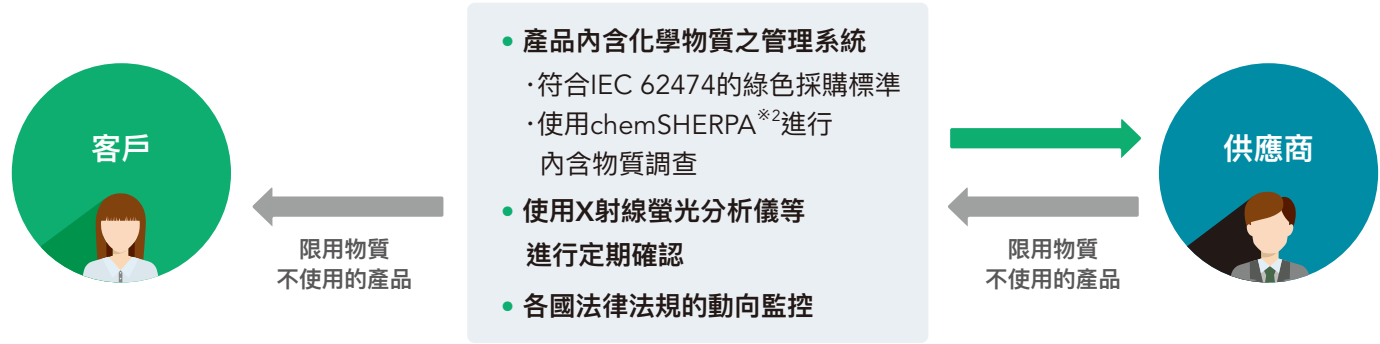 客戶
限用物質
不使用的產品
• 產品內含化學物質之管理系統
·符合IEC 62474的綠色採購標準
·使用chemSHERPA※2進行
內含物質調查
• 使用X射線螢光分析儀等
進行定期確認
• 各國法律法規的動向監控
限用物質
不使用的產品
供應商